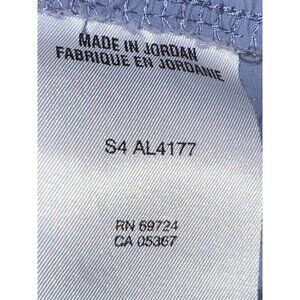 MADE IN JORDAN
FABRIQUE EN JORDANIE
S4 AL4177
RN 69724
CA 05367